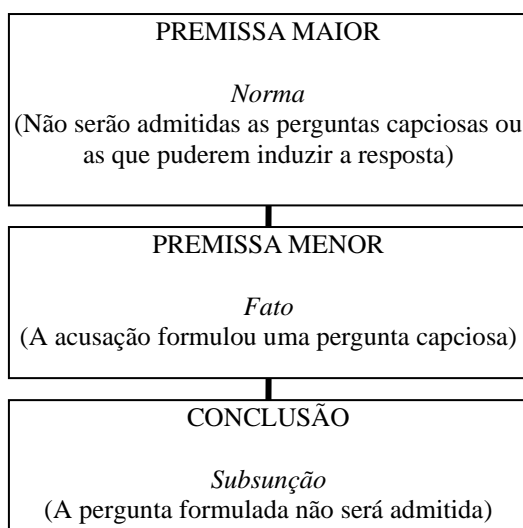 PREMISSA MAIOR
Norma
(Não serão admitidas as perguntas capciosas ou
as que puderem induzir a resposta)
PREMISSA MENOR
Fato
(A acusação formulou uma pergunta capciosa)
CONCLUSÃO
Subsunção
(A pergunta formulada não será admitida)